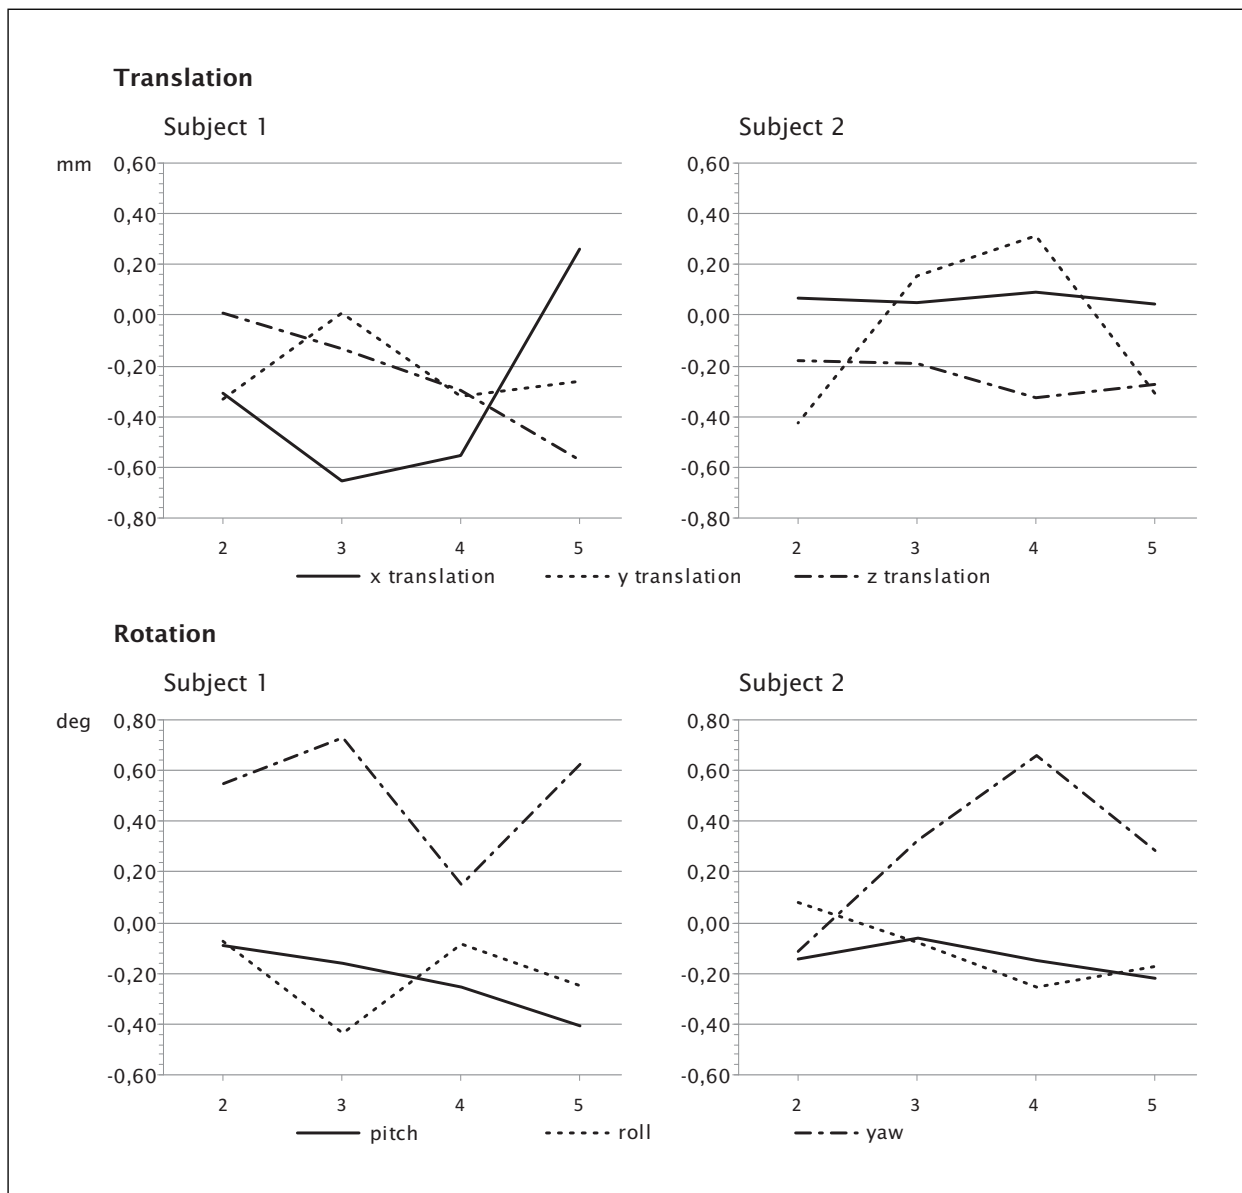 Translation
Subject 1
Subject 2
mm 0,60 0,60
0,40 0,40
0,20 0,20
0,00 0,00
-0,20 -0,20
-0,40 -0,40
-0,60 -0,60
-0,80 -0,80
2 3 4 5 2 3 4 5
x translation y translation z translation
Rotation
Subject 1
Subject 2
deg 0,80 0,80
0,60 0,60
0,40 0,40
0,20 0,20
0,00 0,00
-0,20 -0,20
-0,40 -0,40
-0,60 -0,60
2 3 4 5 2 3 4 5
pitch roll yaw